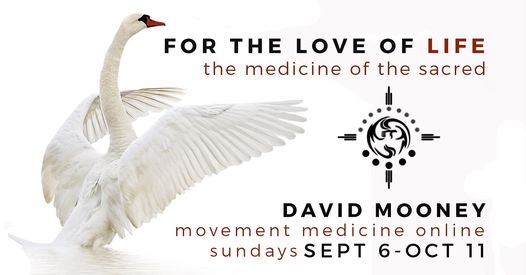 FOR THE LOVE OF LIFE
the medicine of the sacred
DAVID MOONEY
movement medicine online
sundays SEPT 6-OCT 11